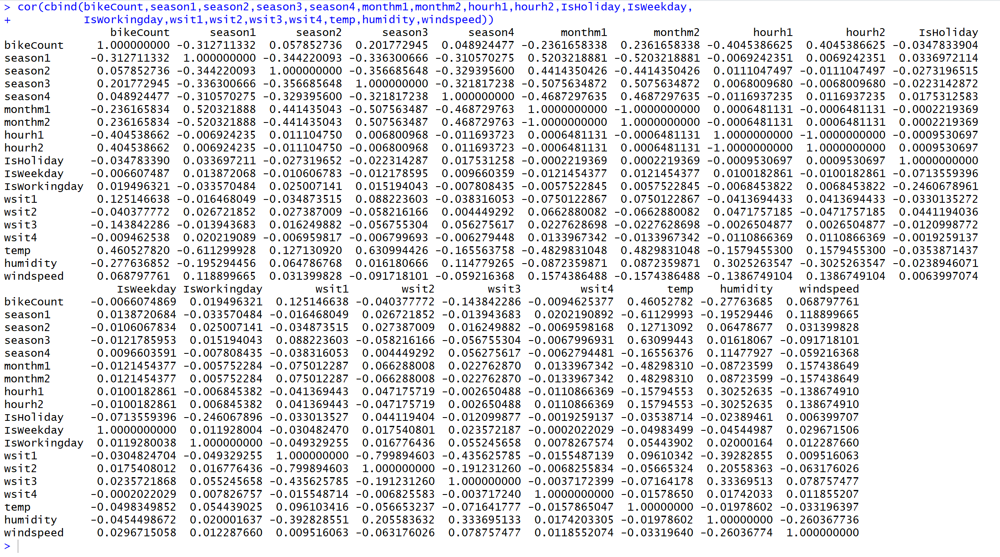 > cor(cbind(bikeCount,season1,season2,season3,season4,monthm1,monthm2,hourh1,hourh2,IsHoliday,IsWeekday,
+ IsWorkingday,wsit1,wsit2,wsit3,wsit4,temp,humidity,windspeed))
bikeCount season1 season2 season3 season4 monthm1 monthm2 hourh1 hourh2 IsHoliday
bikeCount 1.000000000 -0.312711332 0.057852736 0.201772945 0.048924477 -0.2361658338 0.2361658338 -0.4045386625 0.4045386625 -0.0347833904
season1 -0.312711332 1.000000000 -0.344220093 -0.336300666 -0.310570275 0.5203218881 -0.5203218881 -0.0069242351 0.0069242351 0.0336972114
season2 0.057852736 -0.344220093 1.000000000 -0.356685648 -0.329395600 0.4414350426 -0.4414350426 0.0111047497 -0.0111047497 -0.0273196515
season3 0.201772945 -0.336300666 -0.356685648 1.000000000 -0.321817238 -0.5075634872 0.5075634872 0.0068009680 -0.0068009680 -0.0223142872
season4 0.048924477 -0.310570275 -0.329395600 -0.321817238 1.000000000 -0.4687297635 0.4687297635 -0.0116937235 0.0116937235 0.0175312583
monthm1 -0.236165834 0.520321888 0.441435043 -0.507563487 -0.468729763 1.0000000000 -1.0000000000 0.0006481131 -0.0006481131 -0.0002219369
monthm2 0.236165834 -0.520321888 -0.441435043 0.507563487 0.468729763 -1.0000000000 1.0000000000 -0.0006481131 0.0006481131 0.0002219369
hourh1 -0.404538662 -0.006924235 0.011104750 0.006800968 -0.011693723 0.0006481131 -0.0006481131 1.0000000000 -1.0000000000 -0.0009530697
hourh2 0.404538662 0.006924235 -0.011104750 -0.006800968 0.011693723 -0.0006481131 0.0006481131 -1.0000000000 1.0000000000 0.0009530697
IsHoliday -0.034783390 0.033697211 -0.027319652 -0.022314287 0.017531258 -0.0002219369 0.0002219369 -0.0009530697 0.0009530697 1.0000000000
IsWeekday -0.006607487 0.013872068 -0.010606783 -0.012178595 0.009660359 -0.0121454377 0.0121454377 0.0100182861 -0.0100182861 -0.0713559396
IsWorkingday 0.019496321 -0.033570484 0.025007141 0.015194043 -0.007808435 -0.0057522845 0.0057522845 -0.0068453822 0.0068453822 -0.2460678961
wsit1 0.125146638 -0.016468049 -0.034873515 0.088223603 -0.038316053 -0.0750122867 0.0750122867 -0.0413694433 0.0413694433 -0.0330135272
wsit2 -0.040377772 0.026721852 0.027387009 -0.058216166 0.004449292 0.0662880082 -0.0662880082 0.0471757185 -0.0471757185 0.0441194036
wsit3 -0.143842286 -0.013943683 0.016249882 -0.056755304 0.056275617 0.0227628698 -0.0227628698 -0.0026504877 0.0026504877 -0.0120998772
wsit4 -0.009462538 0.020219089 -0.006959817 -0.006799693 -0.006279448 0.0133967342 -0.0133967342 -0.0110866369 0.0110866369 -0.0019259137
temp 0.460527820 -0.611299928 0.127130920 0.630994426 -0.165563758 -0.4829831048 0.4829831048 -0.1579455300 0.1579455300 -0.0353871437
humidity -0.277636852 -0.195294456 0.064786768 0.016180666 0.114779265 -0.0872359871 0.0872359871 0.3025263547 -0.3025263547 -0.0238946071
windspeed 0.068797761 0.118899665 0.031399828 -0.091718101 -0.059216368 0.1574386488 -0.1574386488 -0.1386749104 0.1386749104 0.0063997074
IsWeekday IsWorkingday wsit1 wsit2 wsit3 wsit4 temp humidity windspeed
bikeCount -0.0066074869 0.019496321 0.125146638 -0.040377772 -0.143842286 -0.0094625377 0.46052782 -0.27763685 0.068797761
season1 0.0138720684 -0.033570484 -0.016468049 0.026721852 -0.013943683 0.0202190892 -0.61129993 -0.19529446 0.118899665
season2 -0.0106067834 0.025007141 -0.034873515 0.027387009 0.016249882 -0.0069598168 0.12713092 0.06478677 0.031399828
season3 -0.0121785953 0.015194043 0.088223603 -0.058216166 -0.056755304 -0.0067996931 0.63099443 0.01618067 -0.091718101
season4 0.0096603591 -0.007808435 -0.038316053 0.004449292 0.056275617 -0.0062794481 -0.16556376 0.11477927 -0.059216368
monthm1 -0.0121454377 -0.005752284 -0.075012287 0.066288008 0.022762870 0.0133967342 -0.48298310 -0.08723599 0.157438649
monthm2 0.0121454377 0.005752284 0.075012287 -0.066288008 -0.022762870 -0.0133967342 0.48298310 0.08723599 -0.157438649
hourh1 0.0100182861 -0.006845382 -0.041369443 0.047175719 -0.002650488 -0.0110866369 -0.15794553 0.30252635 -0.138674910
hourh2 -0.0100182861 0.006845382 0.041369443 -0.047175719 0.002650488 0.0110866369 0.15794553 -0.30252635 0.138674910
IsHoliday -0.0713559396 -0.246067896 -0.033013527 0.044119404 -0.012099877 -0.0019259137 -0.03538714 -0.02389461 0.006399707
IsWeekday 1.0000000000 0.011928004 -0.030482470 0.017540801 0.023572187 -0.0002022029 -0.04983499 -0.04544987 0.029671506
IsWorkingday 0.0119280038 1.000000000 -0.049329255 0.016776436 0.055245658 0.0078267574 0.05443902 0.02000164 0.012287660
wsit1 -0.0304824704 -0.049329255 1.000000000 -0.799894603 -0.435625785 -0.0155487139 0.09610342 -0.39282855 0.009516063
wsit2 0.0175408012 0.016776436 -0.799894603 1.000000000 -0.191231260 -0.0068255834 -0.05665324 0.20558363 -0.063176026
wsit3 0.0235721868 0.055245658 -0.435625785 -0.191231260 1.000000000 -0.0037172399 -0.07164178 0.33369513 0.078757477
wsit4 -0.0002022029 0.007826757 -0.015548714 -0.006825583 -0.003717240 1.0000000000 -0.01578650 0.01742033 0.011855207
temp -0.0498349852 0.054439025 0.096103416 -0.056653237 -0.071641777 -0.0157865047 1.00000000 -0.01978602 -0.033196397
humidity -0.0454498672 0.020001637 -0.392828551 0.205583632 0.333695133 0.0174203305 -0.01978602 1.00000000 -0.260367736
windspeed 0.0296715058 0.012287660 0.009516063 -0.063176026 0.078757477 0.0118552074 -0.03319640 -0.26036774 1.000000000
>